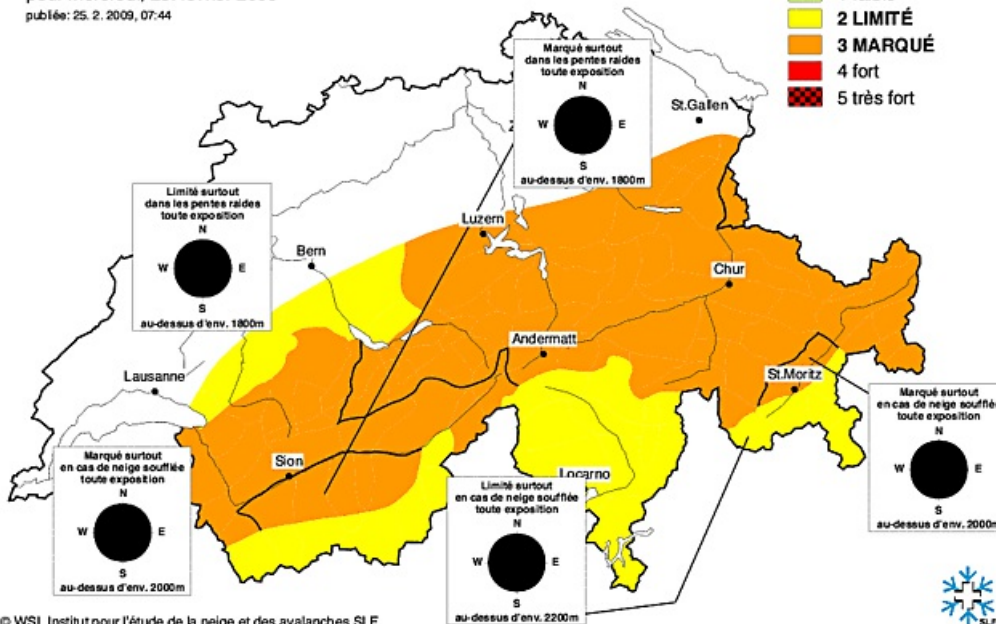 publiée: 25. 2. 2009, 07:44
2 LIMITÉ
3 MARQUÉ
4 fort
5 très fort
Marqué surtout
dans les pentes raides
toute exposition
N
W E
S
au-dessus d'env. 1800m
St.Gallen
Limité surtout
dans les pentes raides
toute exposition
N
W E
S
au-dessus d'env. 1800m
Luzern
Bern
Chur
Andermatt
Lausanne
St.Moritz
Marqué surtout
en cas de neige soufflée
toute exposition
N
W E
S
au-dessus d'env. 2000m
Sion
Locarno
Marqué surtout
en cas de neige soufflée
toute exposition
N
W E
S
au-dessus d'env. 2000m
Limité surtout
en cas de neige soufflée
toute exposition
N
W E
S
au-dessus d'env. 2200m
© WSL Institut pour l'étude de la neige et des avalanches SLF
SLF